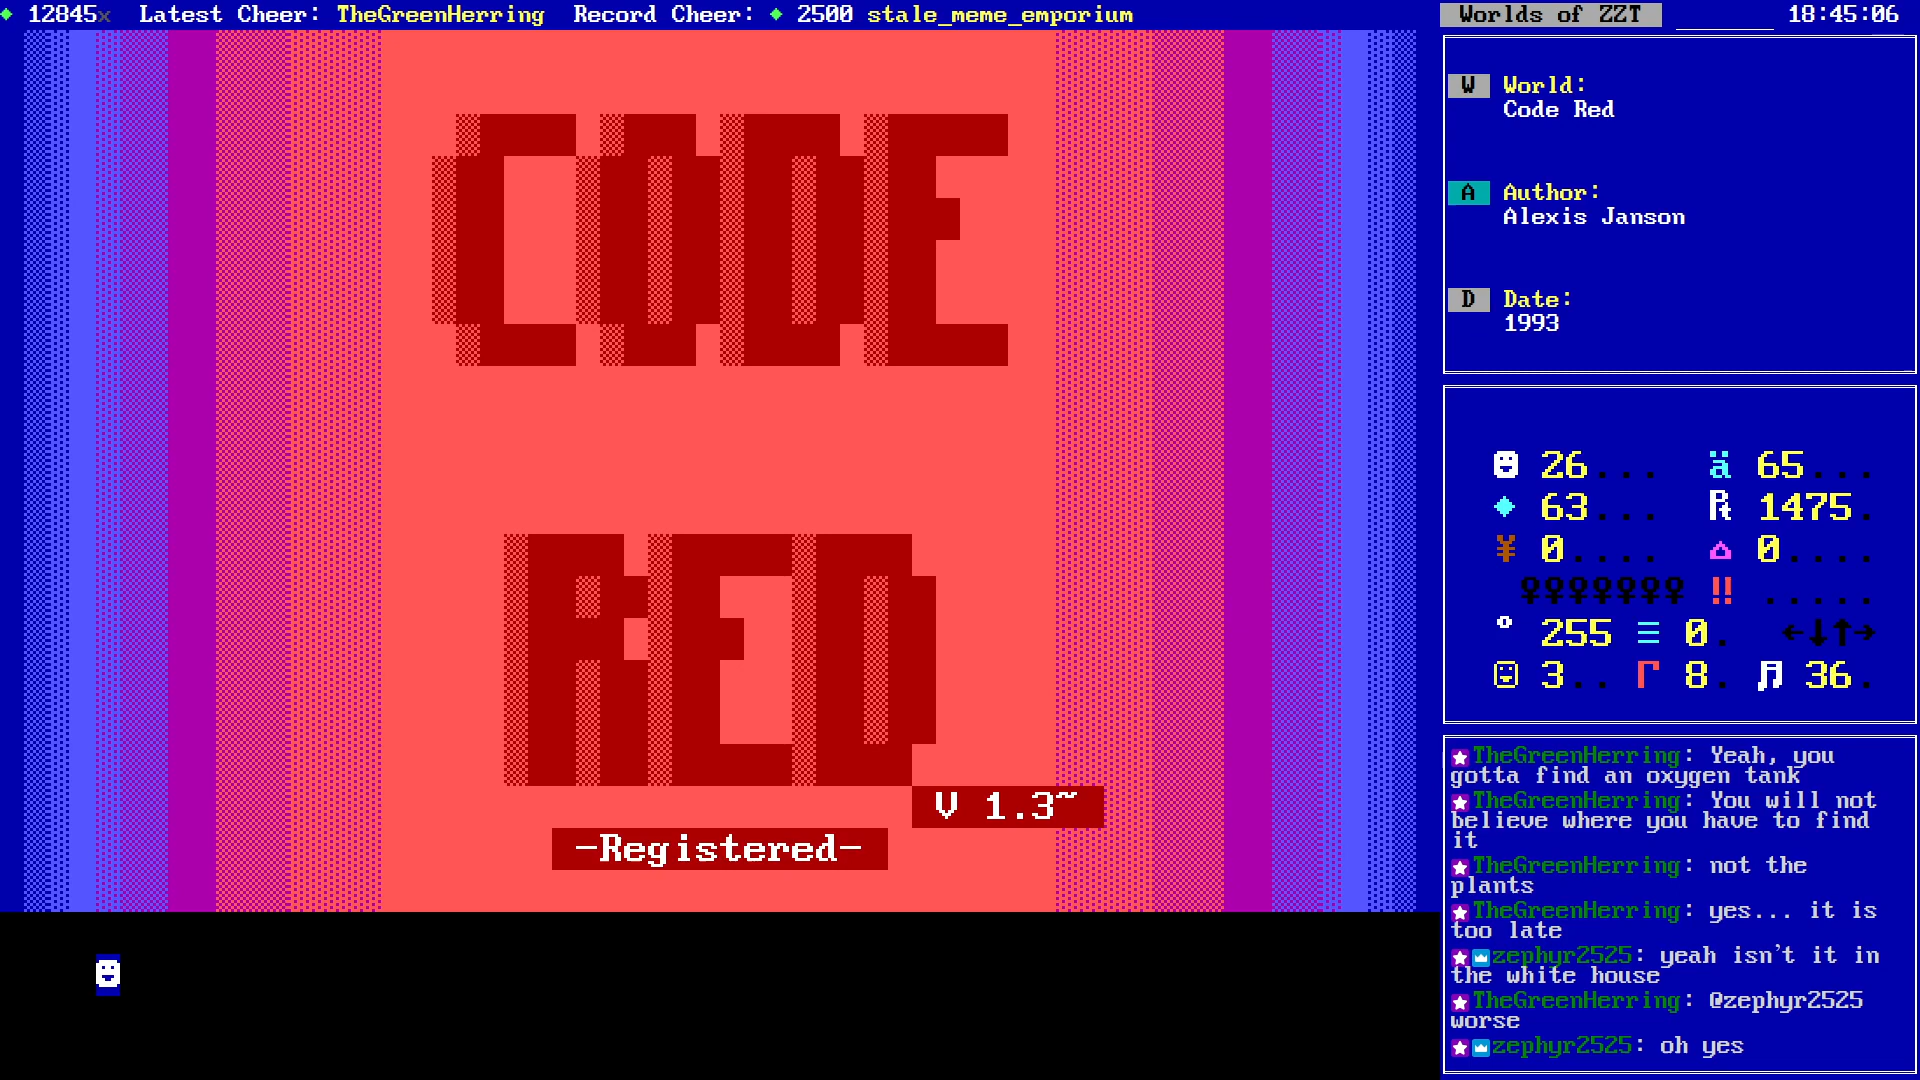 12845x Latest Cheer: TheGreenHerring Record Cheer: 2500 stale_meme_emporium
Worlds of ZZT 18:45:06
CODE
RED
V 1.3~
-Registered-
W World:
Code Red
A Author:
Alexis Janson
D Date:
1993
26... ä 65...
63... ℞ 1475.
¥ 0.... 0....
♀♀♀♀♀♀♀ ‼ .....
° 255 ≡ 0. ←↓↑→
3.. Γ 8. ♫ 36.
TheGreenHerring: Yeah, you
gotta find an oxygen tank
TheGreenHerring: You will not
believe where you have to find
it
TheGreenHerring: not the
plants
TheGreenHerring: yes... it is
too late
zephyr2525: yeah isn't it in
the white house
TheGreenHerring: @zephyr2525
worse
zephyr2525: oh yes